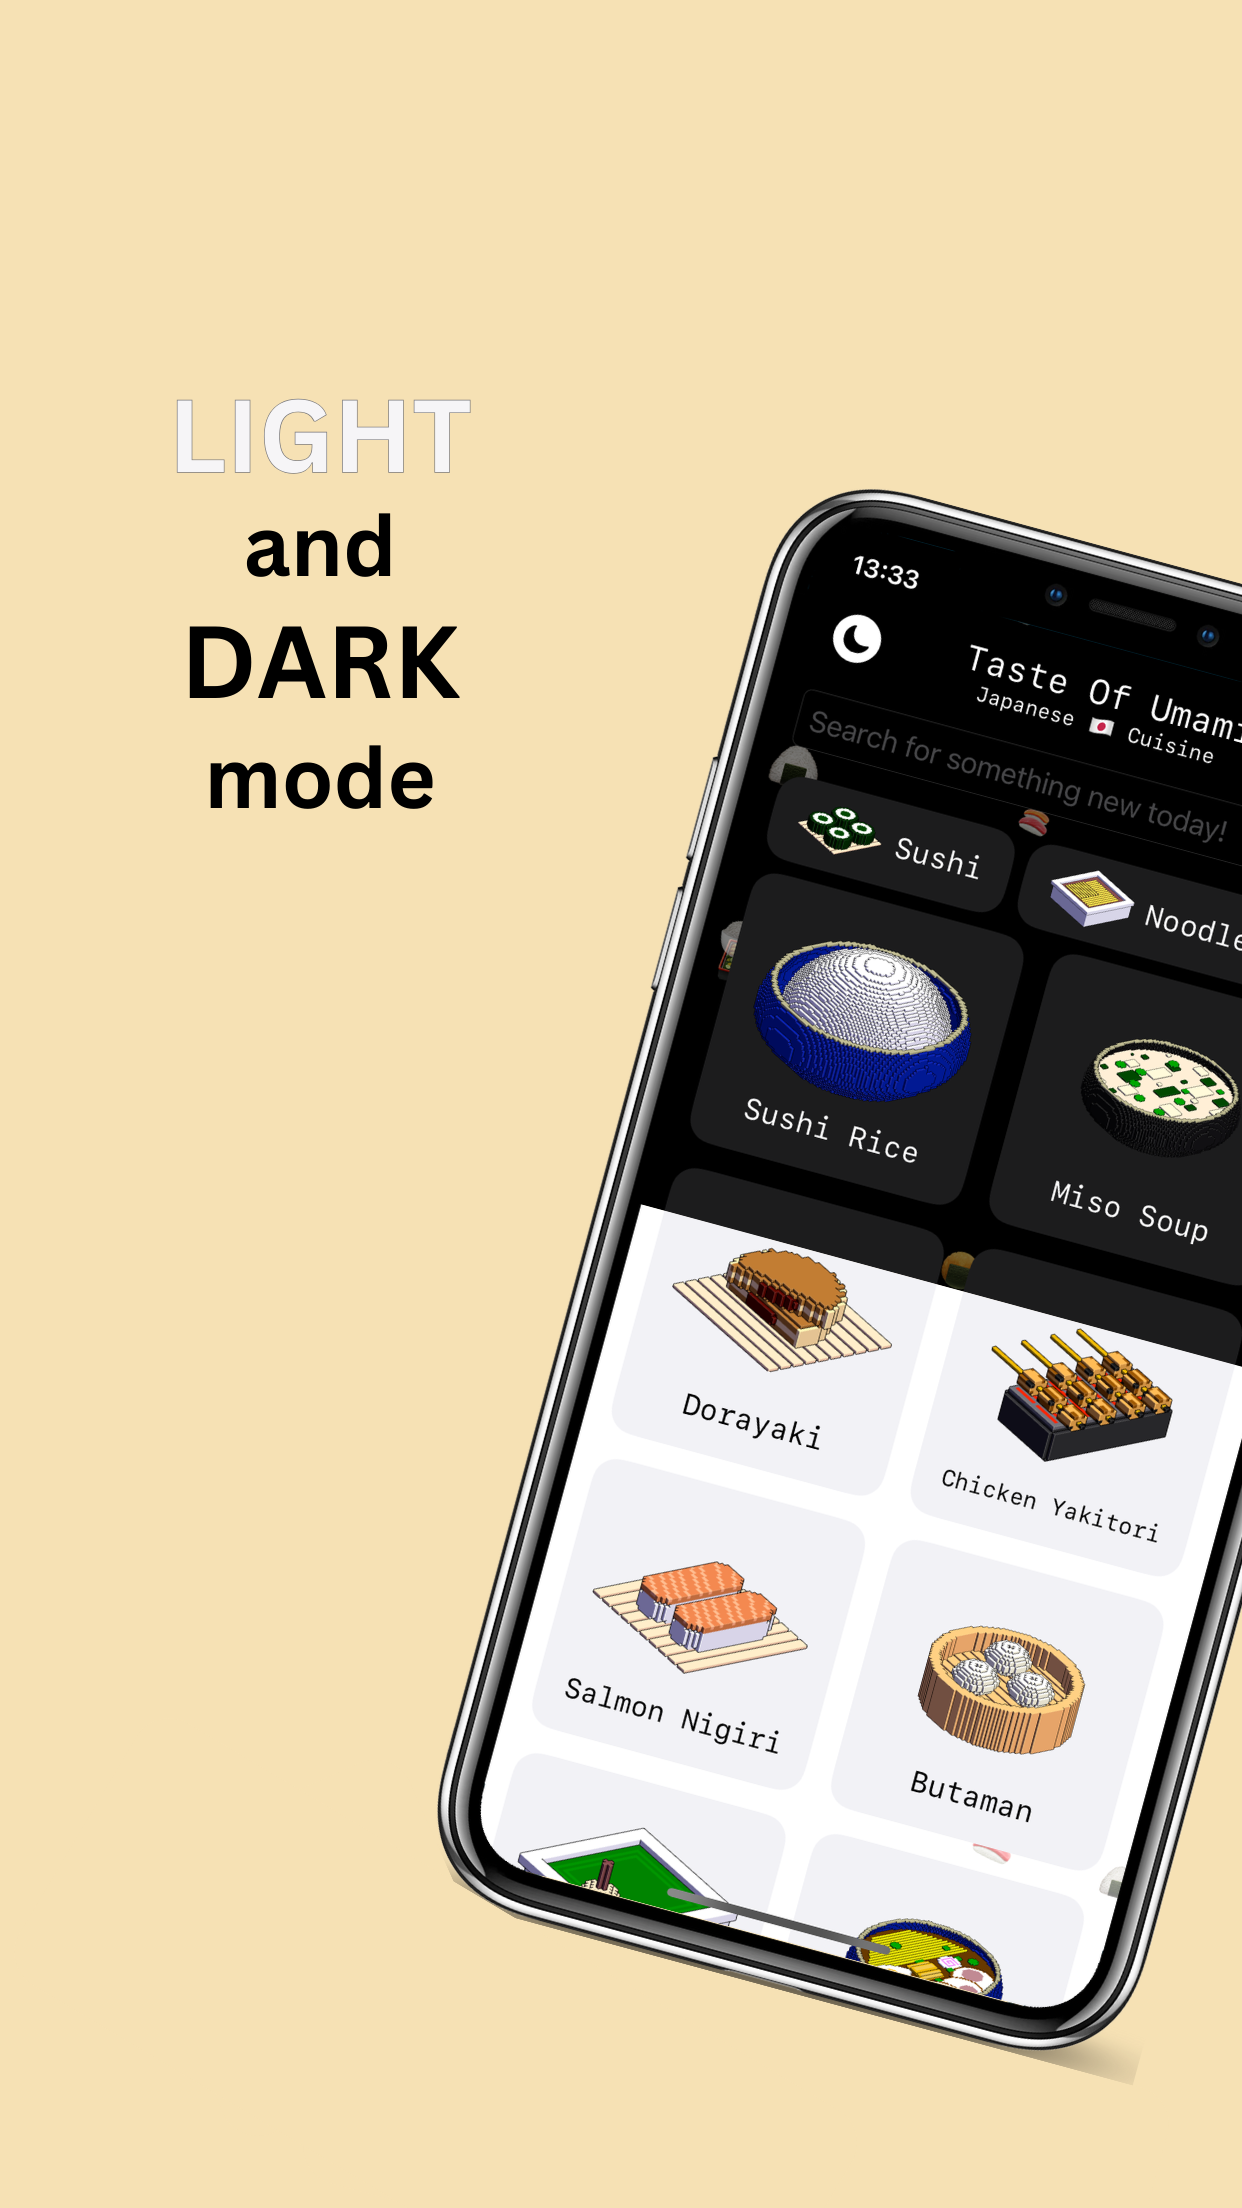 LIGHT
and
DARK
mode
13:33
Taste Of Umami
Japanese 🇯🇵 Cuisine
Search for something new today!
Sushi
Noodle
Sushi Rice
Miso Soup
Dorayaki
Chicken Yakitori
Salmon Nigiri
Butaman